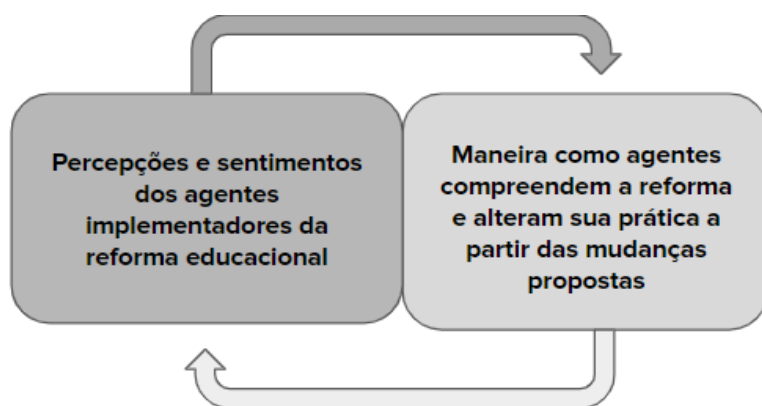 Percepções e sentimentos
dos agentes
implementadores da
reforma educacional
Maneira como agentes
compreendem a reforma
e alteram sua prática a
partir das mudanças
propostas